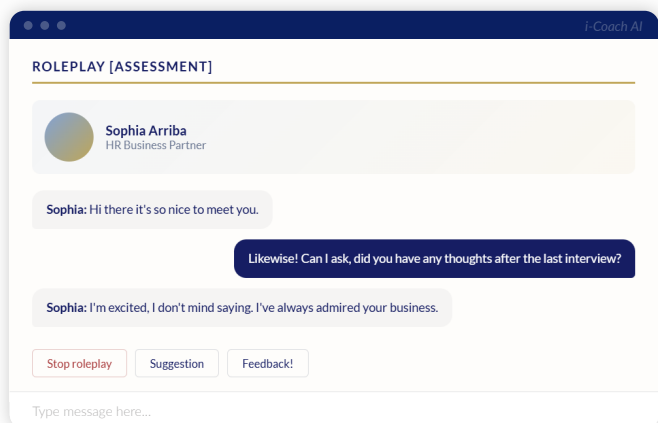 i-Coach AI
ROLEPLAY [ASSESSMENT]
Sophia Arriba
HR Business Partner
Sophia: Hi there it's so nice to meet you.
Likewise! Can I ask, did you have any thoughts after the last interview?
Sophia: I'm excited, I don't mind saying. I've always admired your business.
Stop roleplay Suggestion Feedback!
Type message here...